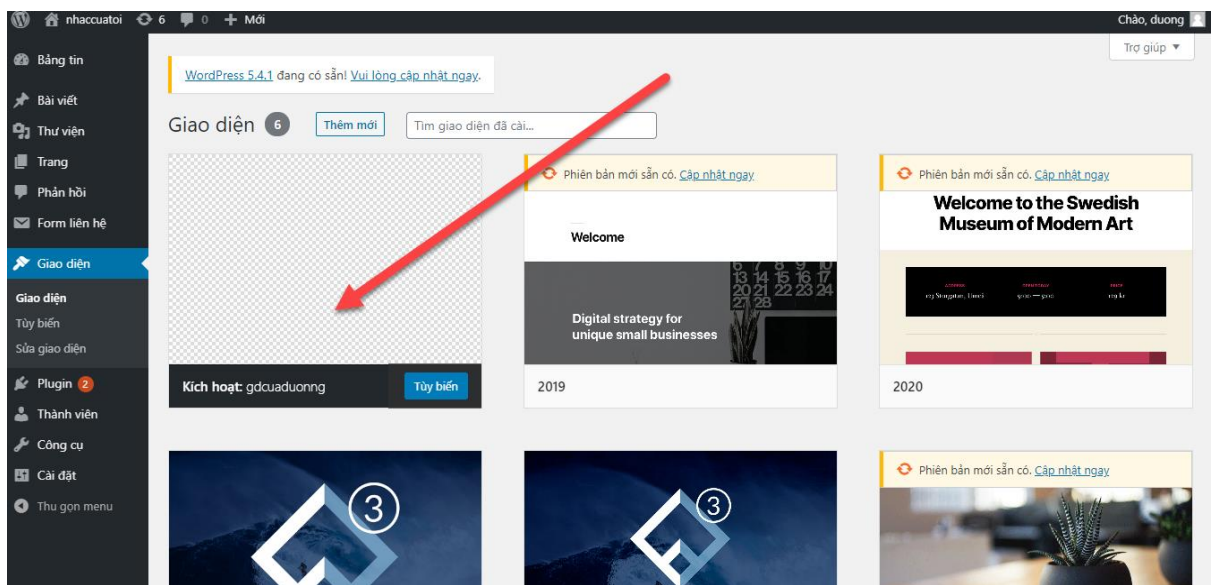 nhaccuatoi 6 0 + Mới Chào, duong
Trợ giúp ▼
Bảng tin
Bài viết
Thư viện
Trang
Phản hồi
Form liên hệ
Giao diện
Giao diện
Tùy biến
Sửa giao diện
Plugin 2
Thành viên
Công cụ
Cài đặt
Thu gọn menu
WordPress 5.4.1 đang có sẵn! Vui lòng cập nhật ngay.
Giao diện 6 Thêm mới Tìm giao diện đã cài...
Kích hoạt: gdcuaduonng Tùy biến
Phiên bản mới sẵn có. Cập nhật ngay
Welcome
6 7 8 9 10
13 14 15 16 17
20 21 22 23 24
27 28
Digital strategy for
unique small businesses
2019
Phiên bản mới sẵn có. Cập nhật ngay
Welcome to the Swedish
Museum of Modern Art
2020
3
3
Phiên bản mới sẵn có. Cập nhật ngay